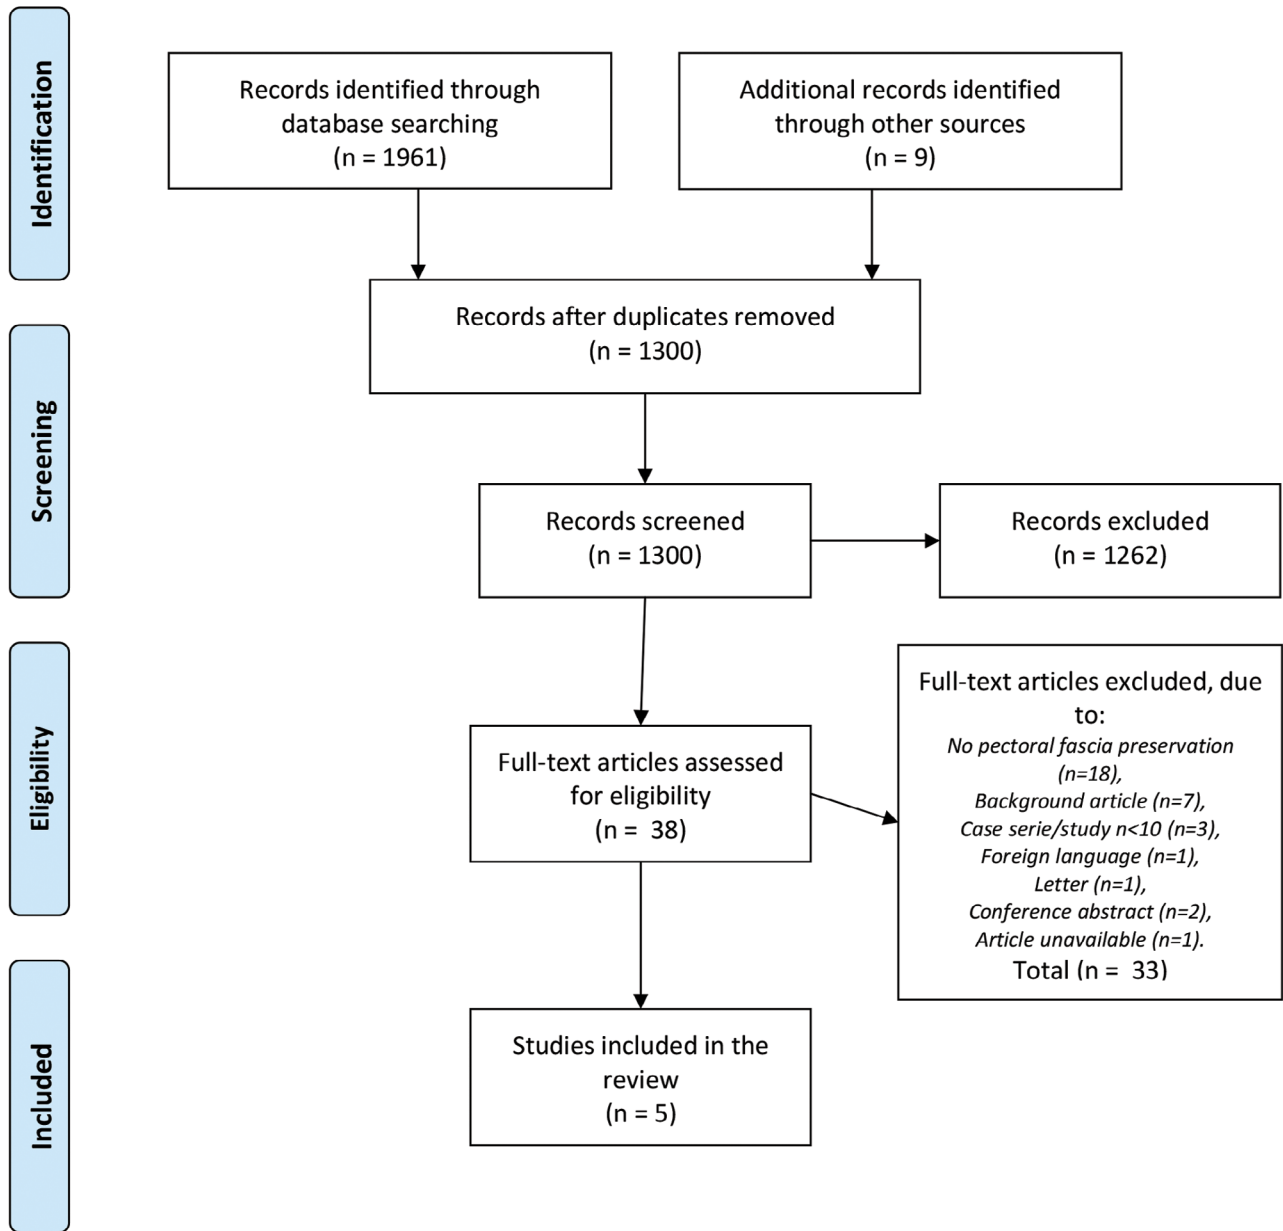 Identification
Records identified through
database searching
(n = 1961)
Additional records identified
through other sources
(n = 9)
Records after duplicates removed
(n = 1300)
Screening
Records screened
(n = 1300)
Records excluded
(n = 1262)
Eligibility
Full-text articles assessed
for eligibility
(n =  38)
Full-text articles excluded, due
to:
No pectoral fascia preservation
(n=18),
Background article (n=7),
Case serie/study n<10 (n=3),
Foreign language (n=1),
Letter (n=1),
Conference abstract (n=2),
Article unavailable (n=1).
Total (n =  33)
Included
Studies included in the
review
(n = 5)